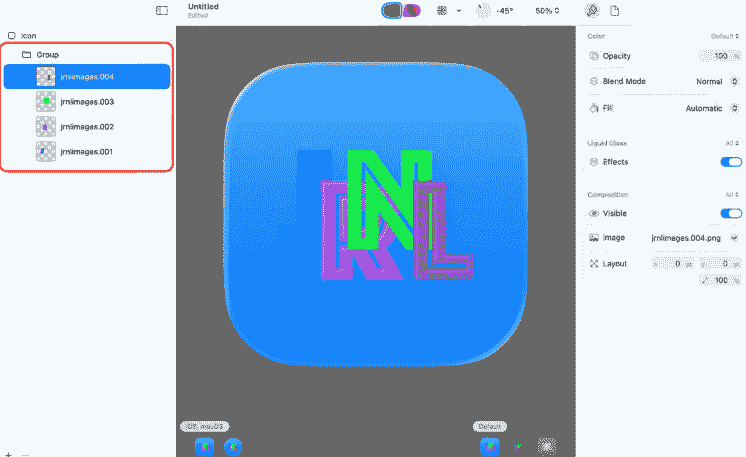 Untitled
Edited
-45°
50%
Icon
Group
jrnlimages.004
jrnlimages.003
jrnlimages.002
jrnlimages.001
N
R L
iOS, macOS
Default
Color Default
Opacity 100
Blend Mode Normal
Fill Automatic
Liquid Glass All
Effects
Composition All
Visible
Image jrnlimages.004.png
Layout 0 0
100